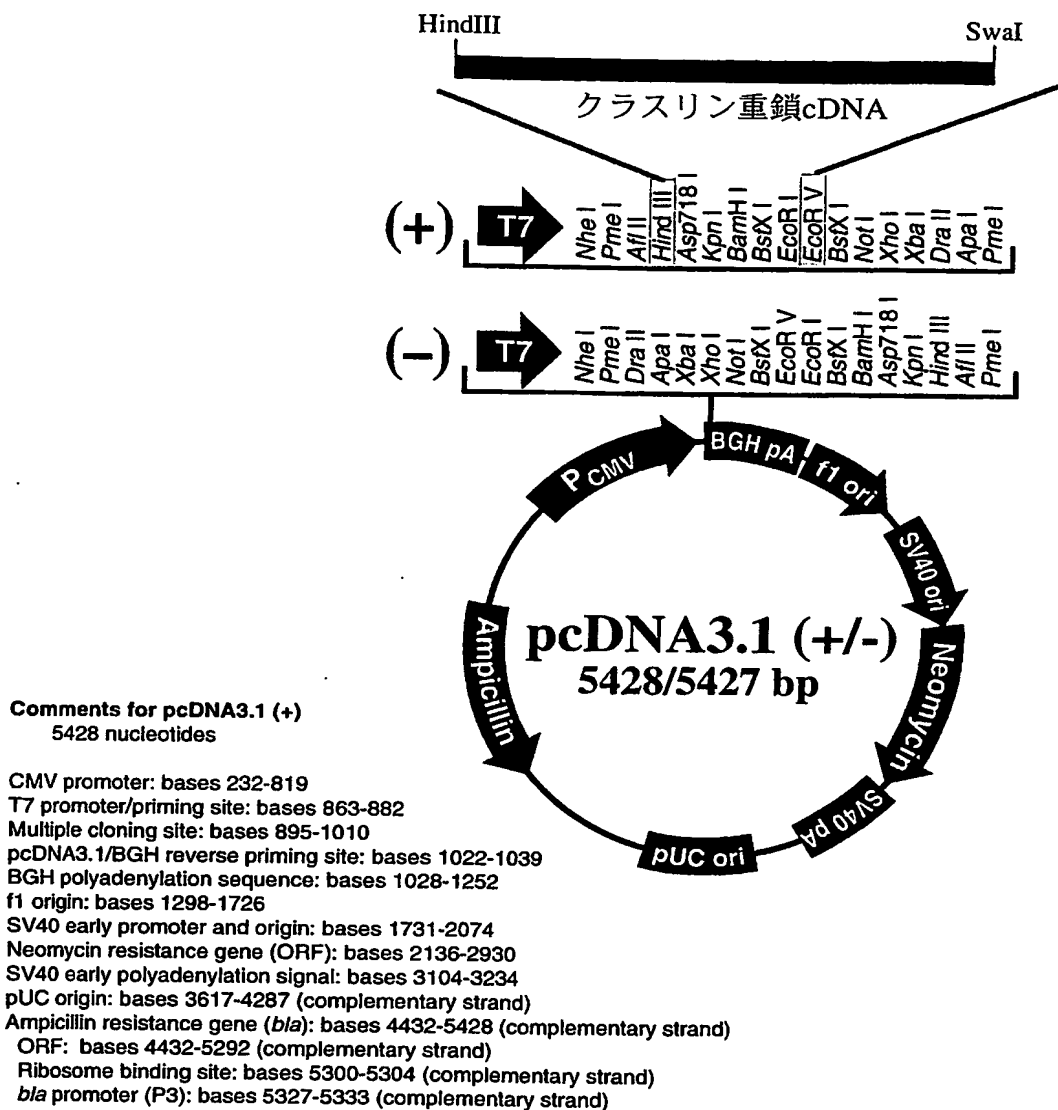 HindIII
SwaI
クラスリン重鎖cDNA
(+)
T7
Nhe I
Pme I
Afl II
Hind III
Asp718 I
Kpn I
BamH I
BstX I
EcoR I
EcoR V
BstX I
Not I
Xho I
Xba I
Dra II
Apa I
Pme I
(−)
T7
Nhe I
Pme I
Dra II
Apa I
Xba I
Xho I
Not I
BstX I
EcoR V
EcoR I
BstX I
BamH I
Asp718 I
Kpn I
Hind III
Afl II
Pme I
PCMV
BGH pA
f1 ori
SV40 ori
Neomycin
SV40 pA
pUC ori
Ampicillin
pcDNA3.1 (+/-)
5428/5427 bp
Comments for pcDNA3.1 (+)
5428 nucleotides
CMV promoter: bases 232-819
T7 promoter/priming site: bases 863-882
Multiple cloning site: bases 895-1010
pcDNA3.1/BGH reverse priming site: bases 1022-1039
BGH polyadenylation sequence: bases 1028-1252
f1 origin: bases 1298-1726
SV40 early promoter and origin: bases 1731-2074
Neomycin resistance gene (ORF): bases 2136-2930
SV40 early polyadenylation signal: bases 3104-3234
pUC origin: bases 3617-4287 (complementary strand)
Ampicillin resistance gene (bla): bases 4432-5428 (complementary strand)
ORF: bases 4432-5292 (complementary strand)
Ribosome binding site: bases 5300-5304 (complementary strand)
bla promoter (P3): bases 5327-5333 (complementary strand)